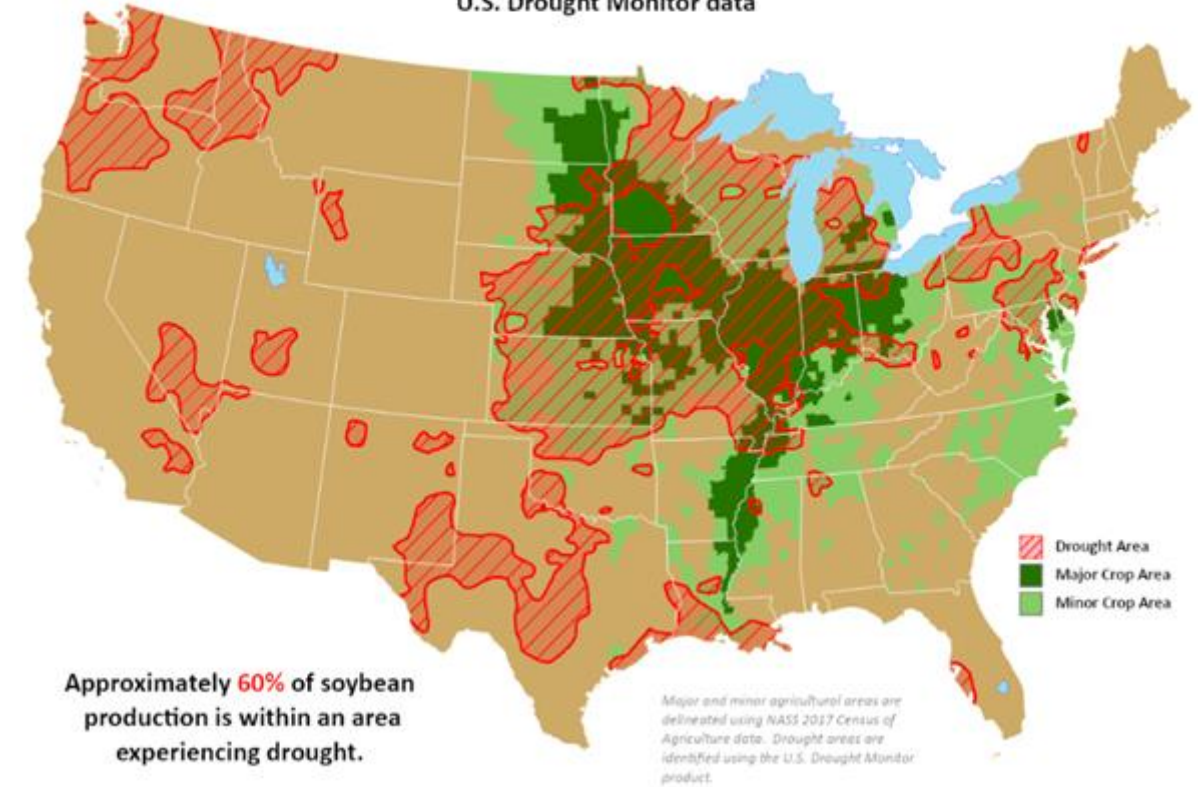 U.S. Drought Monitor data
Drought Area
Major Crop Area
Minor Crop Area
Approximately 60% of soybean
production is within an area
experiencing drought.
Major and minor agricultural areas are
delineated using NASS 2017 Census of
Agriculture data. Drought areas are
identified using the U.S. Drought Monitor
product.